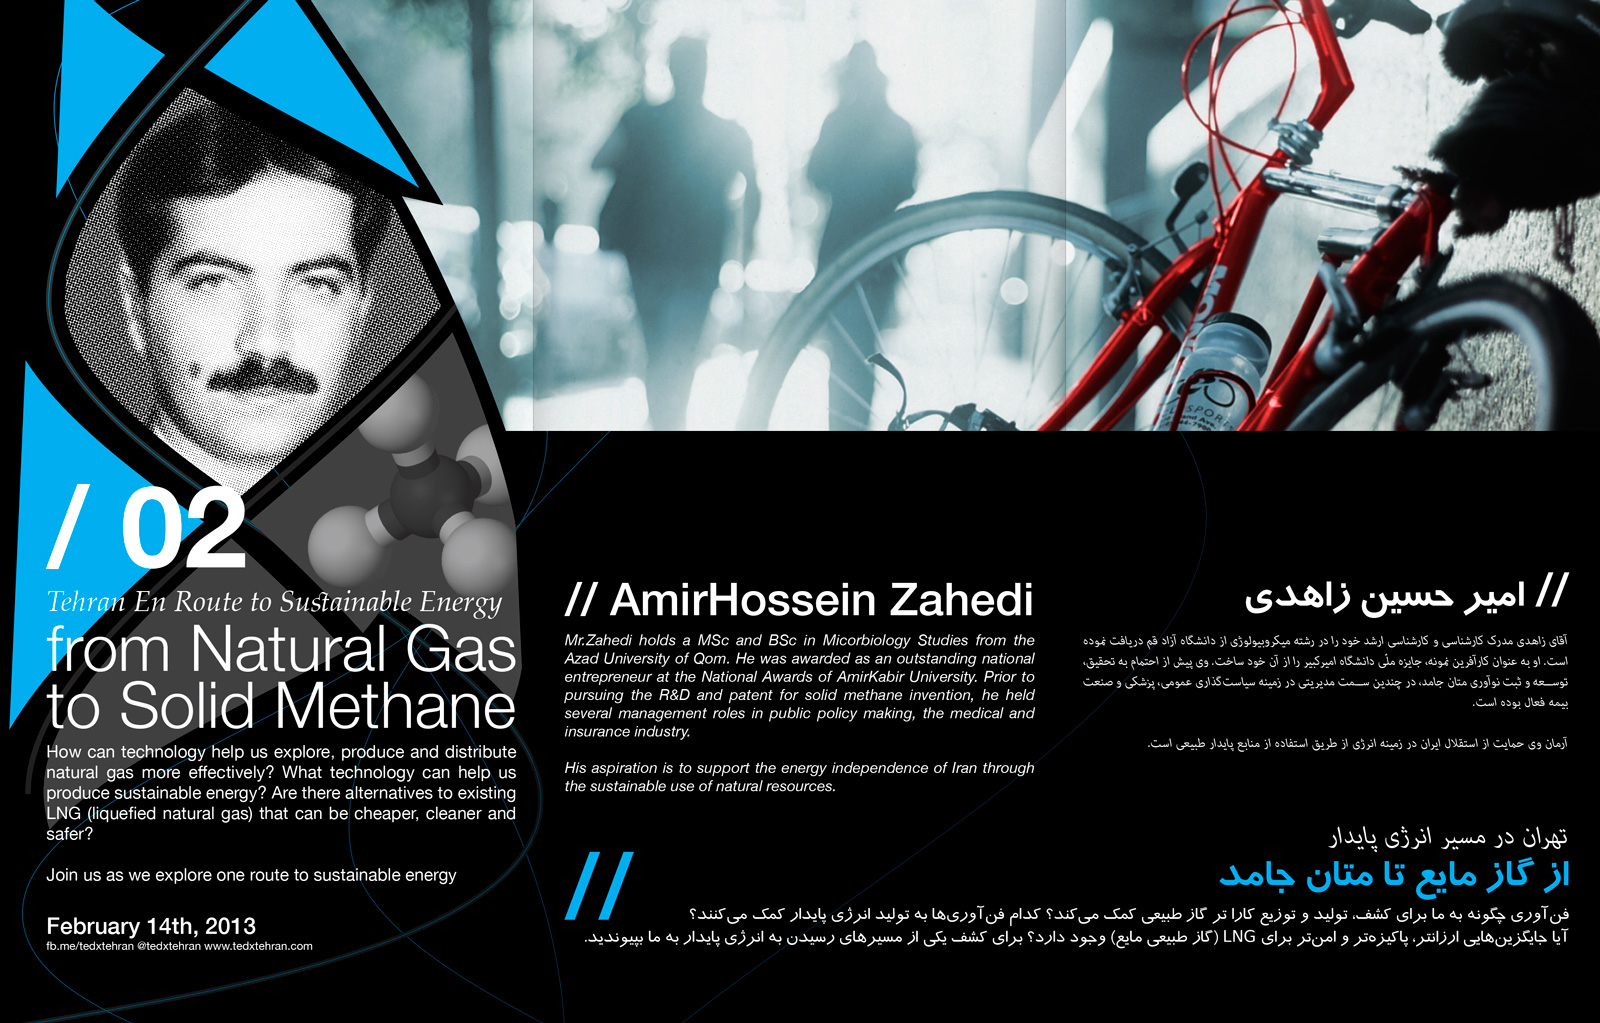 / 02
Tehran En Route to Sustainable Energy
from Natural Gas
to Solid Methane
How can technology help us explore, produce and distribute
natural gas more effectively? What technology can help us
produce sustainable energy? Are there alternatives to existing
LNG (liquefied natural gas) that can be cheaper, cleaner and
safer?
Join us as we explore one route to sustainable energy
February 14th, 2013
fb.me/tedxtehran @tedxtehran www.tedxtehran.com
// AmirHossein Zahedi
Mr.Zahedi holds a MSc and BSc in Micorbiology Studies from the
Azad University of Qom. He was awarded as an outstanding national
entrepreneur at the National Awards of AmirKabir University. Prior to
pursuing the R&D and patent for solid methane invention, he held
several management roles in public policy making, the medical and
insurance industry.
His aspiration is to support the energy independence of Iran through
the sustainable use of natural resources.
// امیر حسین زاهدی
آقای زاهدی مدرک کارشناسی و کارشناسی ارشد خود را در رشته میکروبیولوژی از دانشگاه آزاد قم دریافت نموده
است. او به عنوان کارآفرین نمونه، جایزه ملّی دانشگاه امیرکبیر را از آن خود ساخت. وی پیش از احتمام به تحقیق،
توســعه و ثبت نوآوری متان جامد، در چندین ســمت مدیریتی در زمینه سیاست‌گذاری عمومی، پزشکی و صنعت
بیمه فعال بوده است.
آرمان وی حمایت از استقلال ایران در زمینه انرژی از طریق استفاده از منابع پایدار طبیعی است.
تهران در مسیر انرژی پایدار
از گاز مایع تا متان جامد
//
فن‌آوری چگونه به ما برای کشف، تولید و توزیع کارا تر گاز طبیعی کمک می‌کند؟ کدام فن‌آوری‌ها به تولید انرژی پایدار کمک می‌کنند؟
آیا جایگزین‌هایی ارزانتر، پاکیزه‌تر و امن‌تر برای LNG (گاز طبیعی مایع) وجود دارد؟ برای کشف یکی از مسیرهای رسیدن به انرژی پایدار به ما بپیوندید.